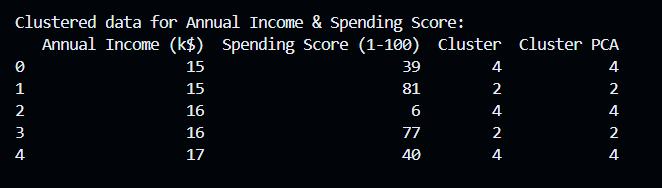 Clustered data for Annual Income & Spending Score:
Annual Income (k$) Spending Score (1-100) Cluster Cluster PCA
0 15 39 4 4
1 15 81 2 2
2 16 6 4 4
3 16 77 2 2
4 17 40 4 4